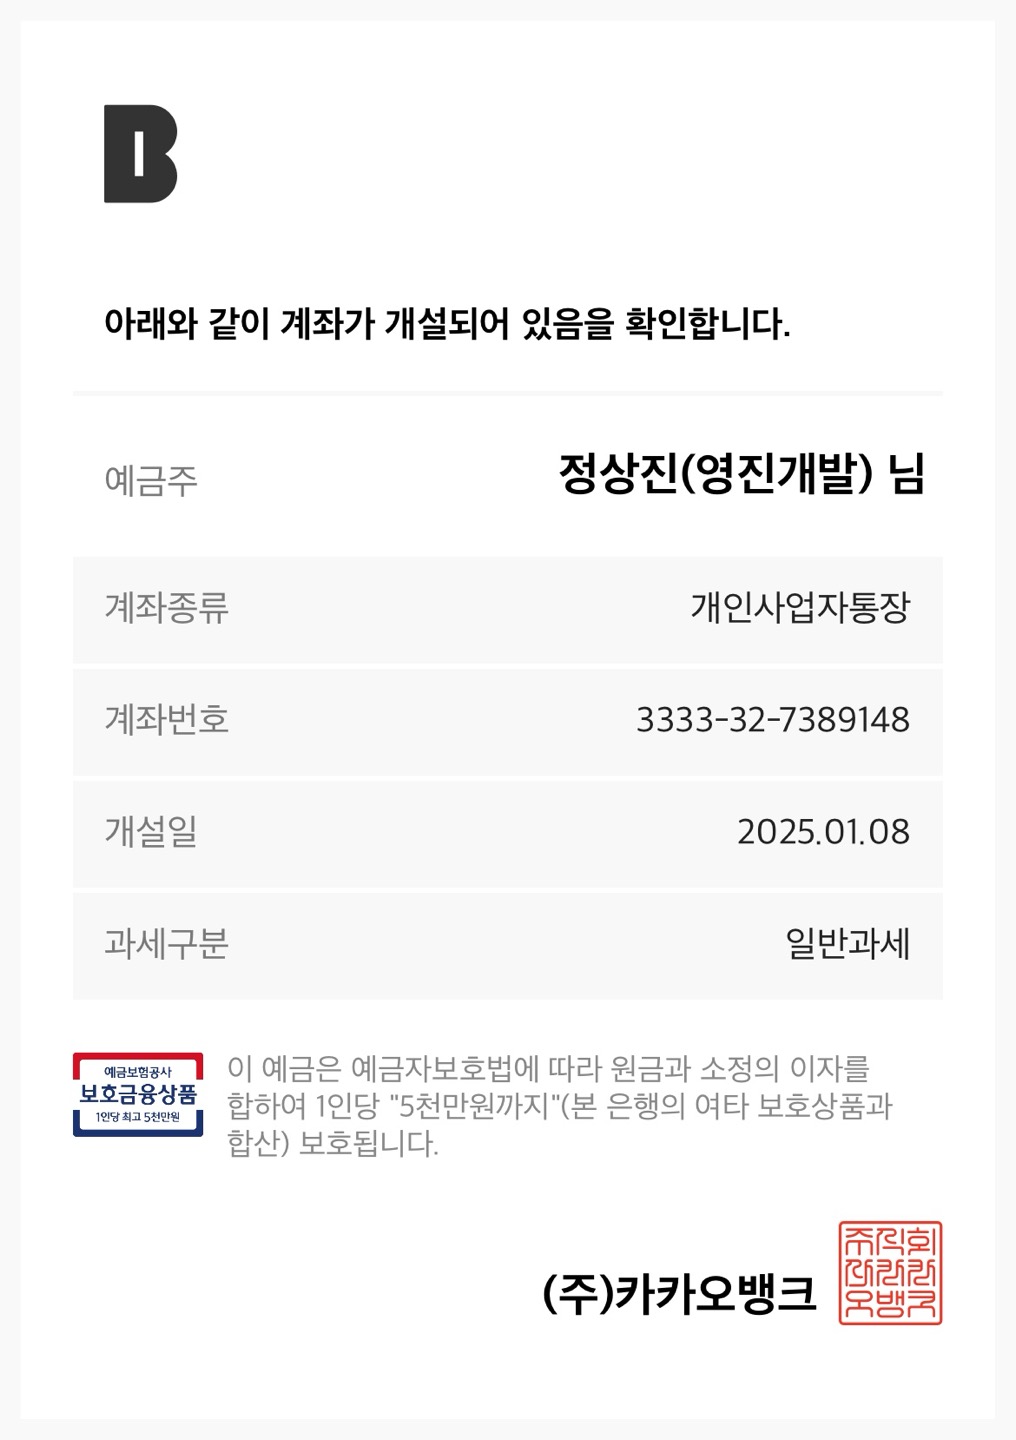 B
아래와 같이 계좌가 개설되어 있음을 확인합니다.
예금주 정상진(영진개발) 님
계좌종류 개인사업자통장
계좌번호 3333-32-7389148
개설일 2025.01.08
과세구분 일반과세
예금보험공사
보호금융상품
1인당 최고 5천만원
이 예금은 예금자보호법에 따라 원금과 소정의 이자를
합하여 1인당 "5천만원까지"(본 은행의 여타 보호상품과
합산) 보호됩니다.
(주)카카오뱅크
주식회
사카카
오뱅크